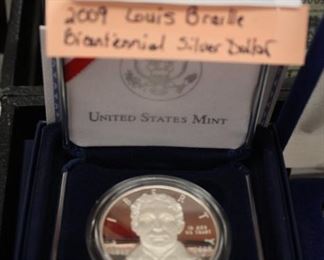 2009 Louis Braille
Bicentennial Silver Dollar
UNITED STATES MINT
LIBERTY
IN GOD
WE TRUST